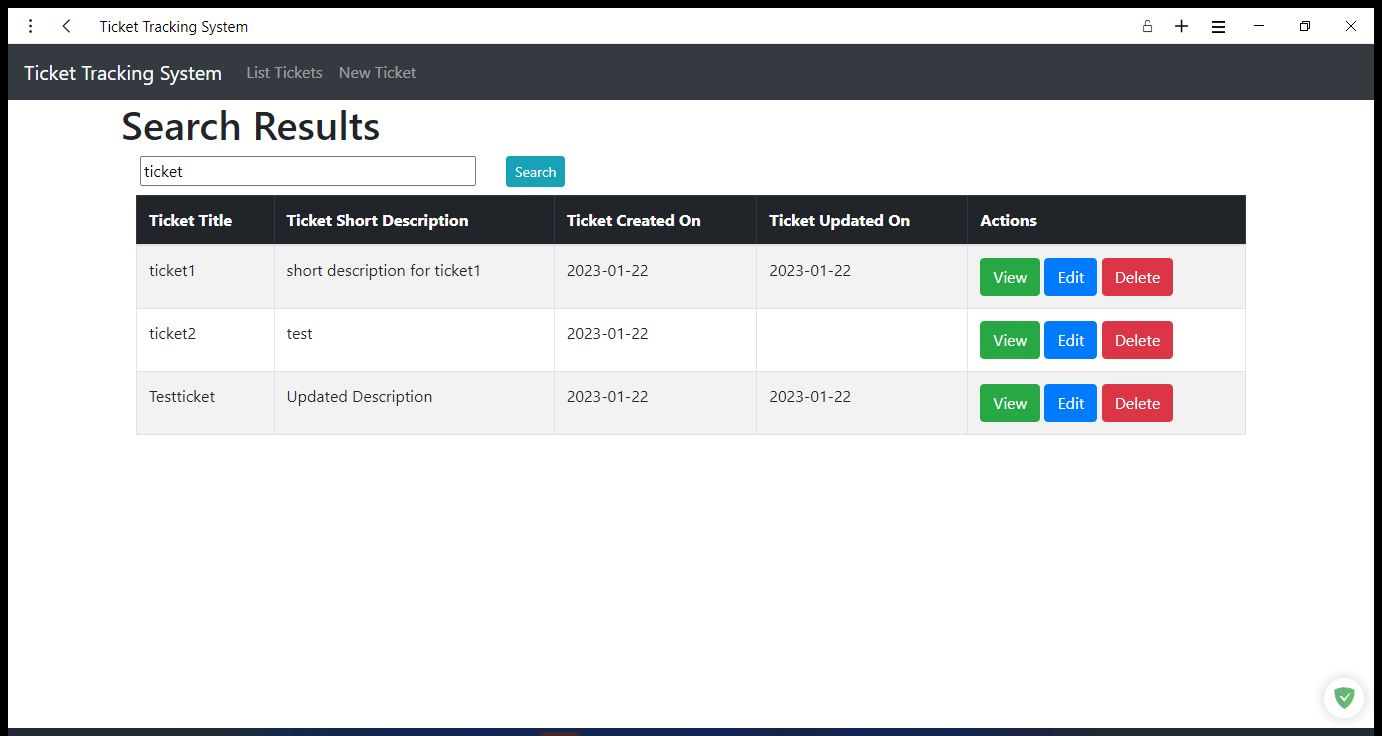 Ticket Tracking System
Ticket Tracking System List Tickets New Ticket
Search Results
ticket Search
Ticket Title Ticket Short Description Ticket Created On Ticket Updated On Actions
ticket1 short description for ticket1 2023-01-22 2023-01-22 View Edit Delete
ticket2 test 2023-01-22 View Edit Delete
Testticket Updated Description 2023-01-22 2023-01-22 View Edit Delete